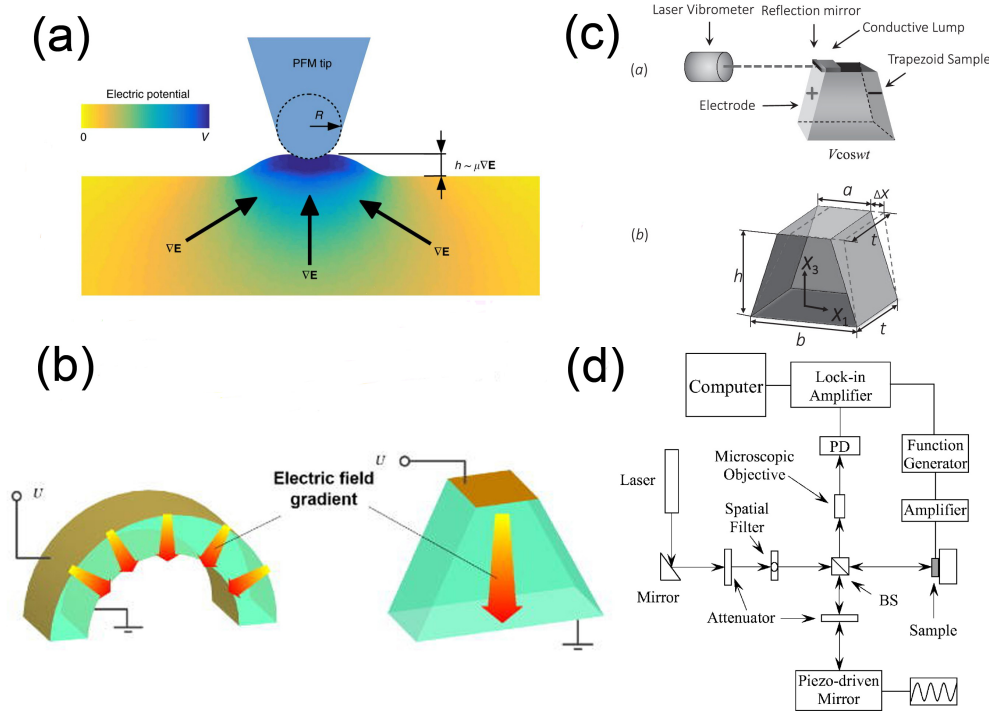 (a)
PFM tip
Electric potential
0
V
R
h ~ μ∇E
∇E
∇E
∇E
(b)
U
Electric field
gradient
U
(c)
Laser Vibrometer
Reflection mirror
Conductive Lump
(a)
Trapezoid Sample
+
−
Electrode
Vcoswt
(b)
a
ΔX
t
h
X3
X1
b
t
(d)
Computer
Lock-in
Amplifier
PD
Function
Generator
Microscopic
Objective
Laser
Spatial
Filter
Amplifier
Mirror
BS
Attenuator
Sample
Piezo-driven
Mirror